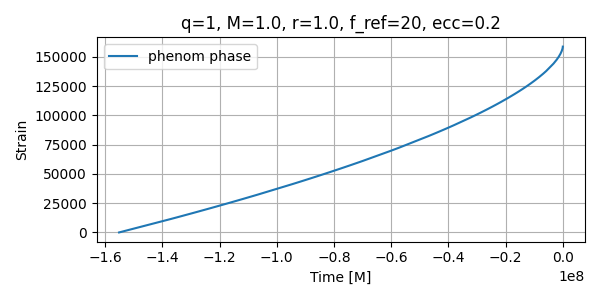 q=1, M=1.0, r=1.0, f_ref=20, ecc=0.2
phenom phase
Strain
150000
125000
100000
75000
50000
25000
0
−1.6 −1.4 −1.2 −1.0 −0.8 −0.6 −0.4 −0.2 0.0
1e8
Time [M]